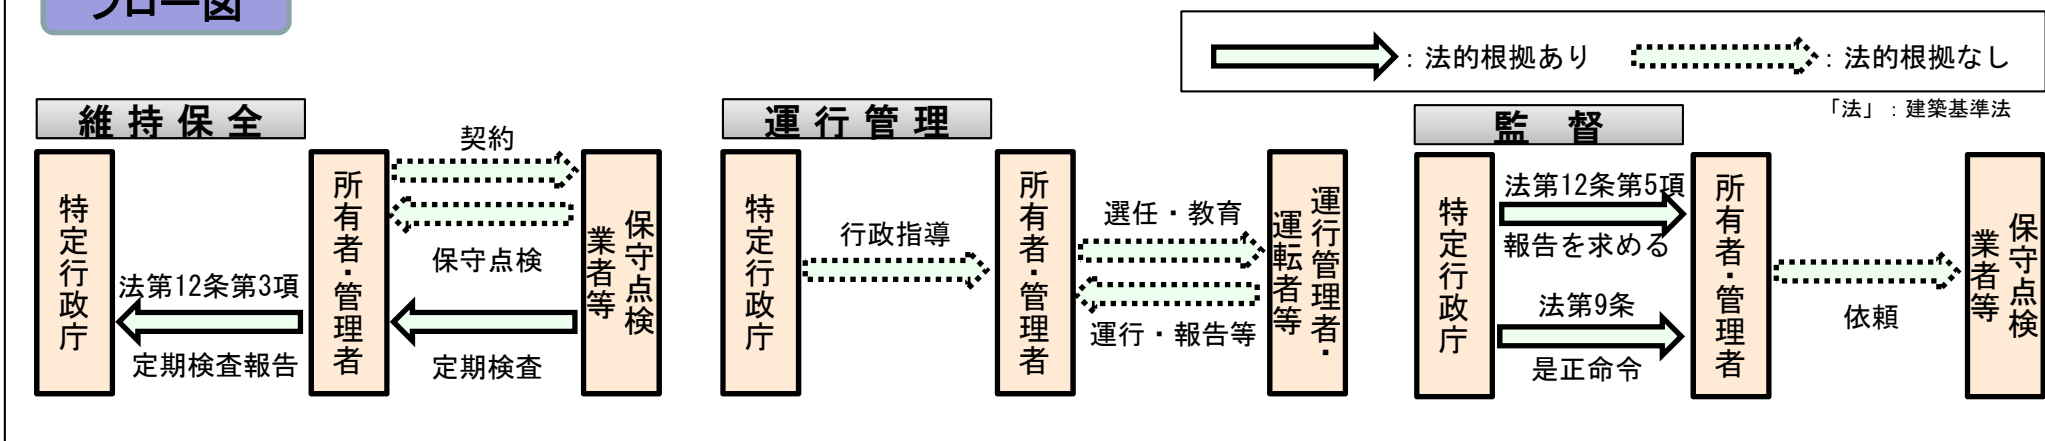 フロー図
：法的根拠あり
：法的根拠なし
「法」：建築基準法
維持保全
特定行政庁
法第12条第3項
定期検査報告
所有者・管理者
契約
保守点検
定期検査
保守点検
業者等
運行管理
特定行政庁
行政指導
所有者・管理者
選任・教育
運行・報告等
運行管理者・
運転者等
監督
特定行政庁
法第12条第5項
報告を求める
法第9条
是正命令
所有者・管理者
依頼
保守点検
業者等